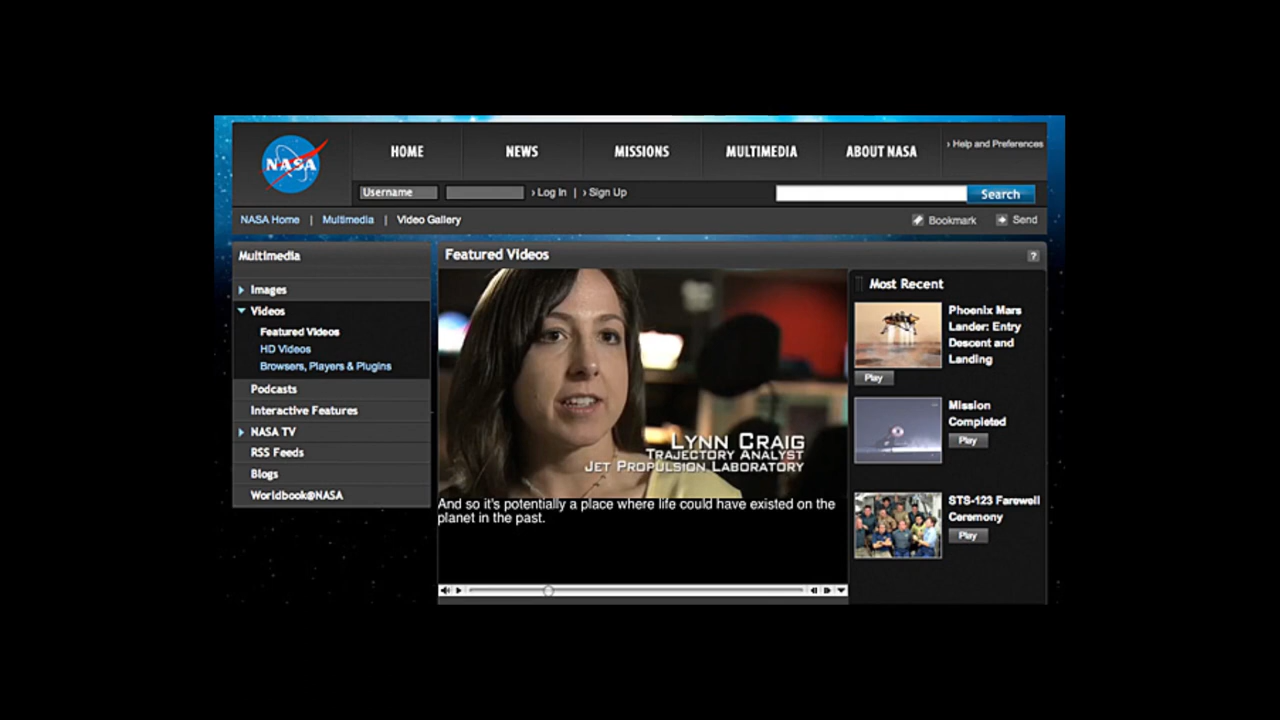 NASA
HOME
NEWS
MISSIONS
MULTIMEDIA
ABOUT NASA
› Help and Preferences
Username
› Log In | › Sign Up
Search
NASA Home | Multimedia | Video Gallery
Bookmark
Send
Multimedia
Images
Videos
Featured Videos
HD Videos
Browsers, Players & Plugins
Podcasts
Interactive Features
NASA TV
RSS Feeds
Blogs
Worldbook@NASA
Featured Videos
?
LYNN CRAIG
TRAJECTORY ANALYST
JET PROPULSION LABORATORY
And so it's potentially a place where life could have existed on the
planet in the past.
Most Recent
Phoenix Mars
Lander: Entry
Descent and
Landing
Play
Mission
Completed
Play
STS-123 Farewell
Ceremony
Play